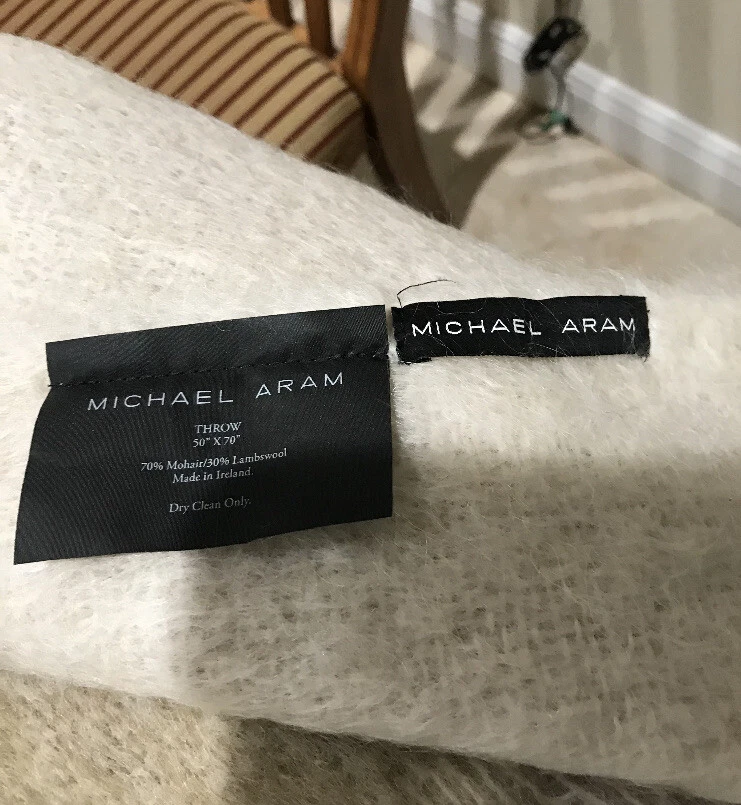 MICHAEL ARAM
MICHAEL ARAM
THROW
50" X 70"
70% Mohair/30% Lambswool
Made in Ireland.
Dry Clean Only.